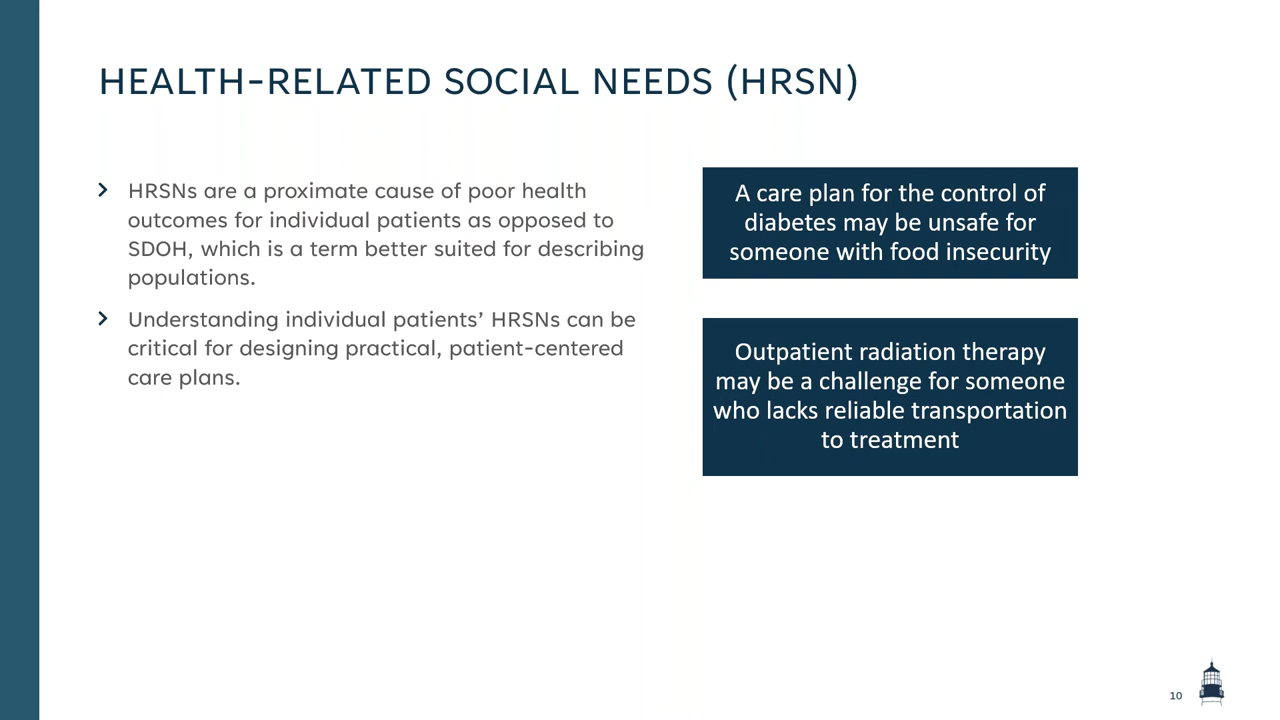 HEALTH-RELATED SOCIAL NEEDS (HRSN)
HRSNs are a proximate cause of poor health
outcomes for individual patients as opposed to
SDOH, which is a term better suited for describing
populations.
Understanding individual patients’ HRSNs can be
critical for designing practical, patient-centered
care plans.
A care plan for the control of
diabetes may be unsafe for
someone with food insecurity
Outpatient radiation therapy
may be a challenge for someone
who lacks reliable transportation
to treatment
10